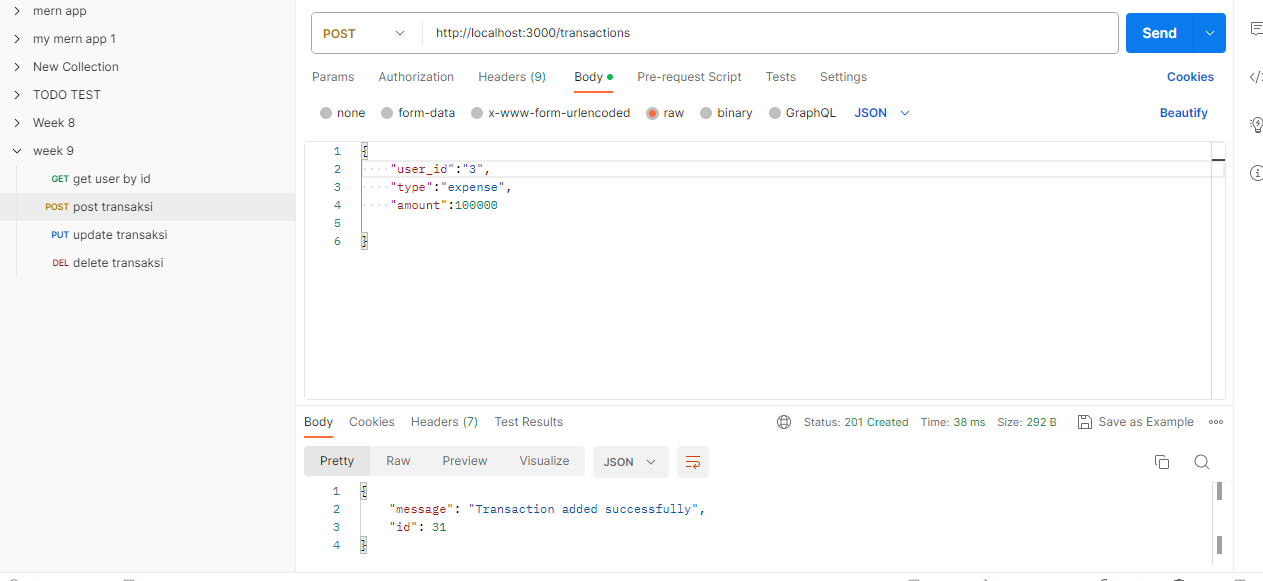 mern app
my mern app 1
New Collection
TODO TEST
Week 8
week 9
GET get user by id
POST post transaksi
PUT update transaksi
DEL delete transaksi
POST http://localhost:3000/transactions Send
Params Authorization Headers (9) Body Pre-request Script Tests Settings Cookies
none form-data x-www-form-urlencoded raw binary GraphQL JSON Beautify
1 {
2 "user_id":"3",
3 "type":"expense",
4 "amount":100000
5
6 }
Body Cookies Headers (7) Test Results Status: 201 Created Time: 38 ms Size: 292 B Save as Example
Pretty Raw Preview Visualize JSON
1 {
2 "message": "Transaction added successfully",
3 "id": 31
4 }